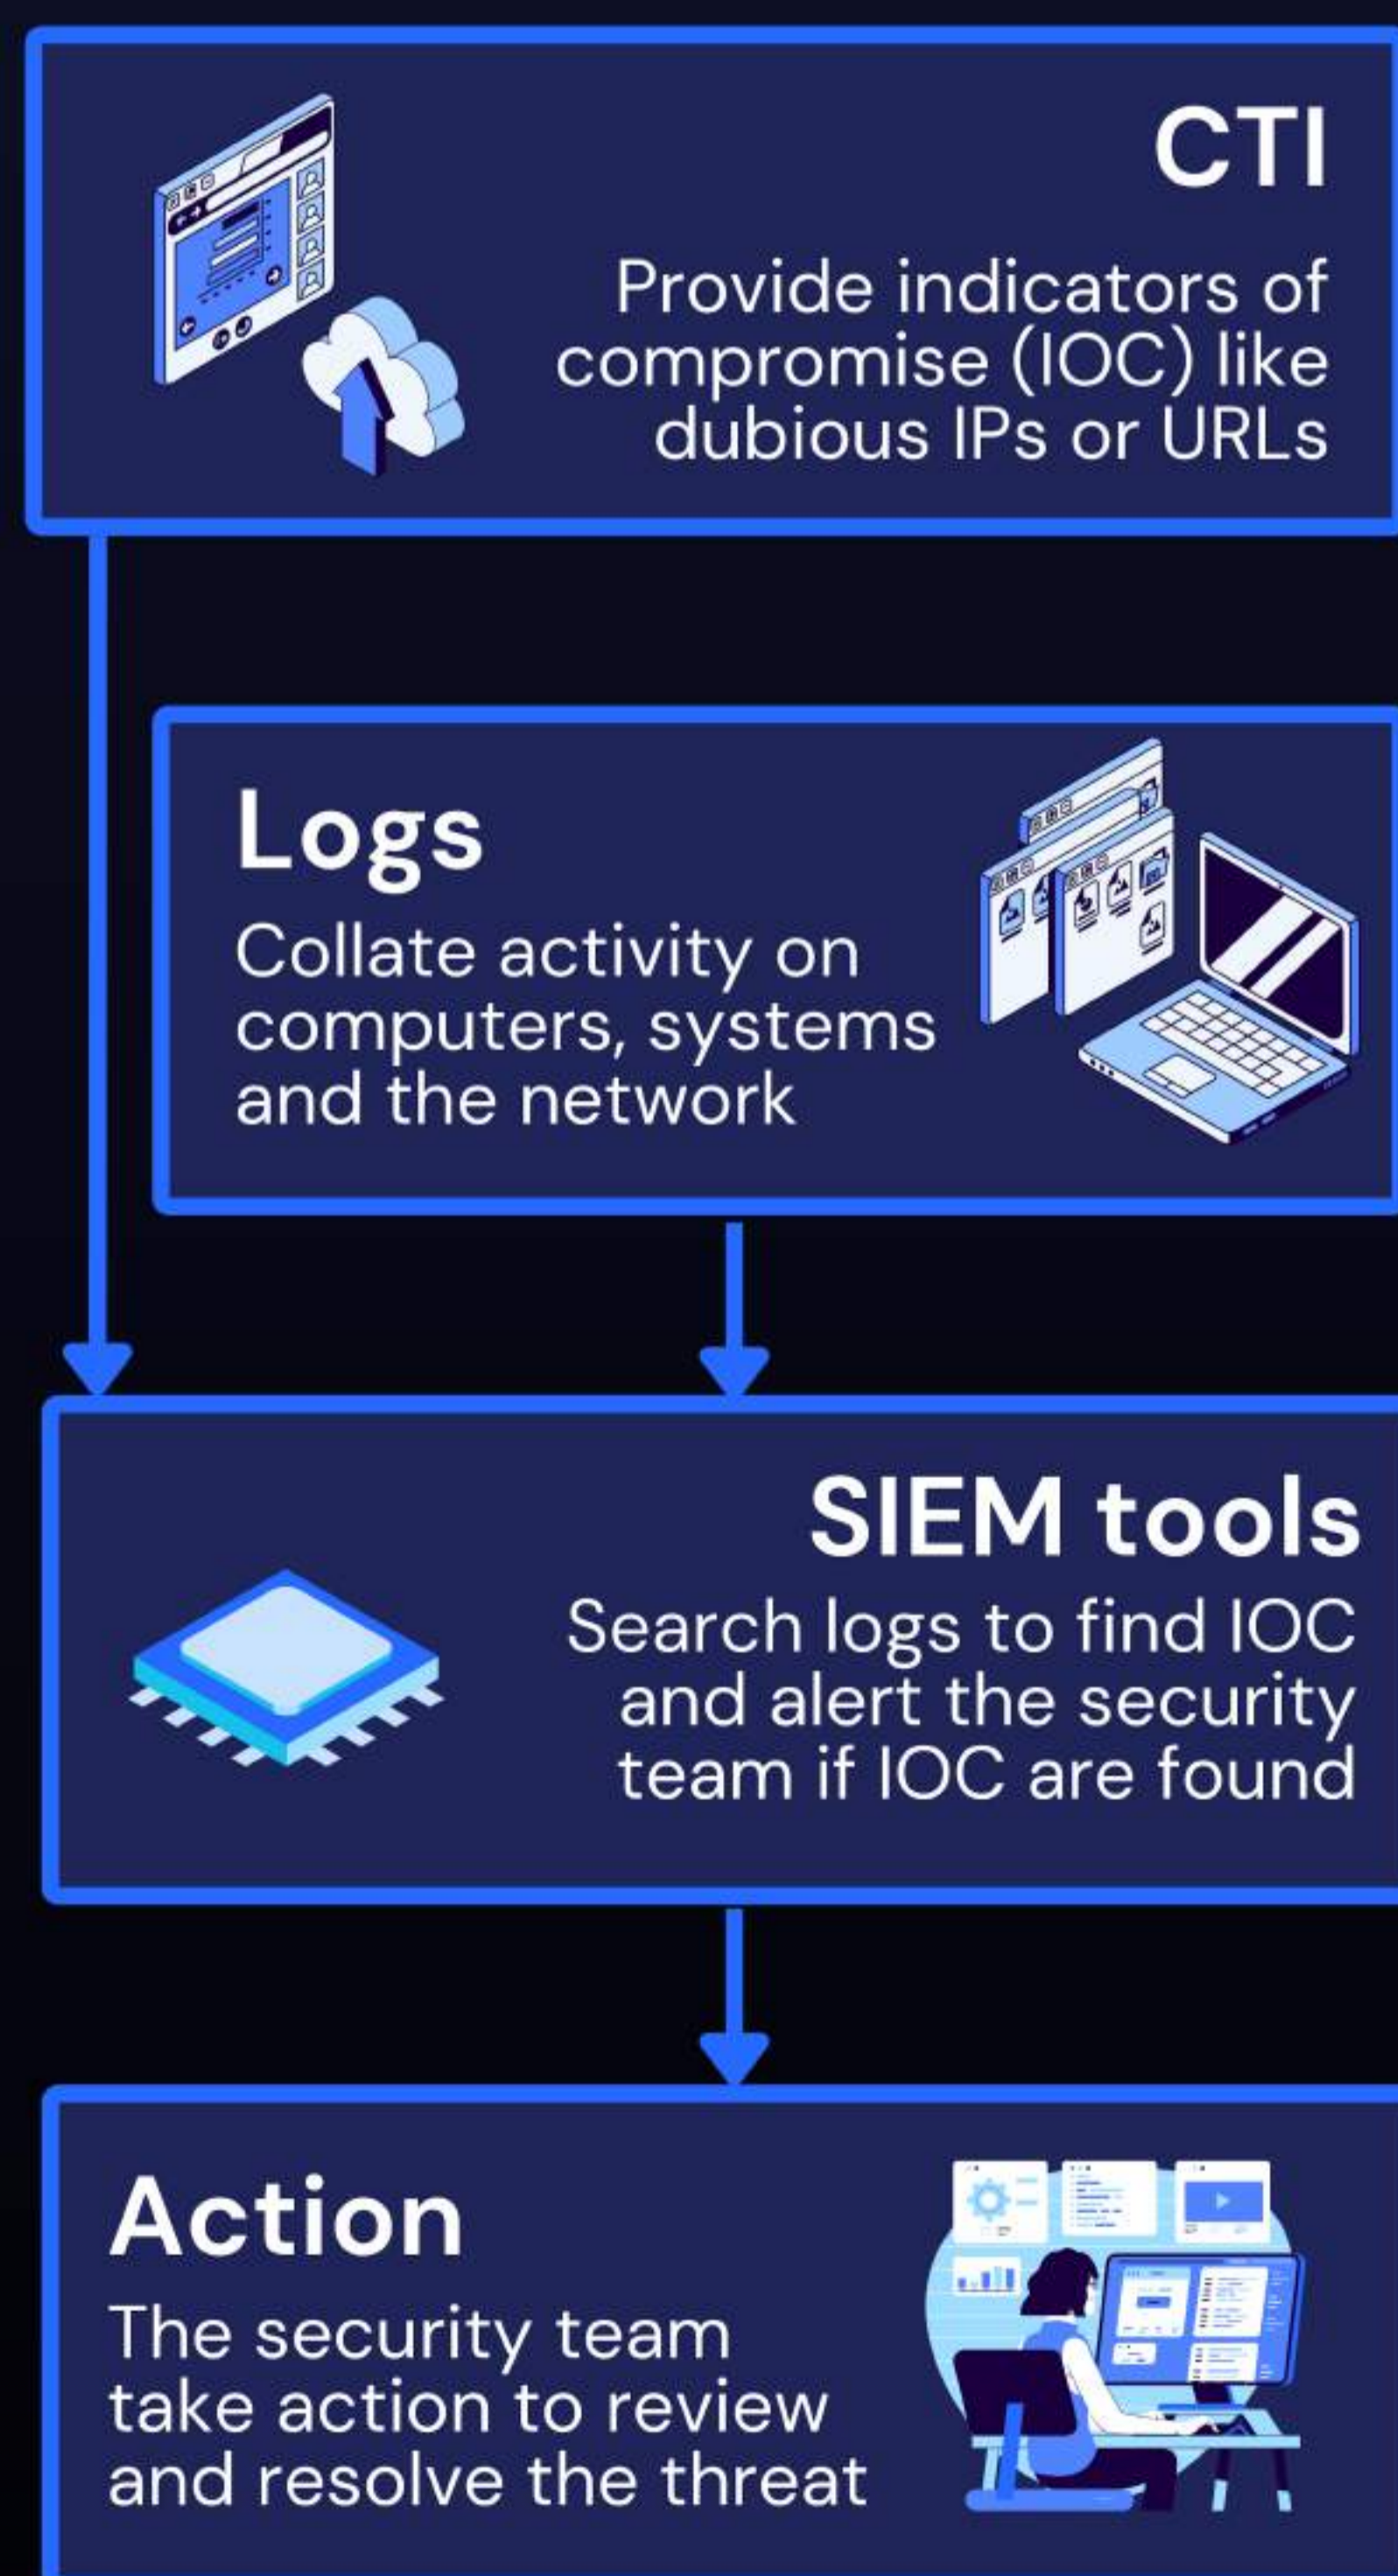 CTI
Provide indicators of
compromise (IOC) like
dubious IPs or URLs
Logs
Collate activity on
computers, systems
and the network
SIEM tools
Search logs to find IOC
and alert the security
team if IOC are found
Action
The security team
take action to review
and resolve the threat